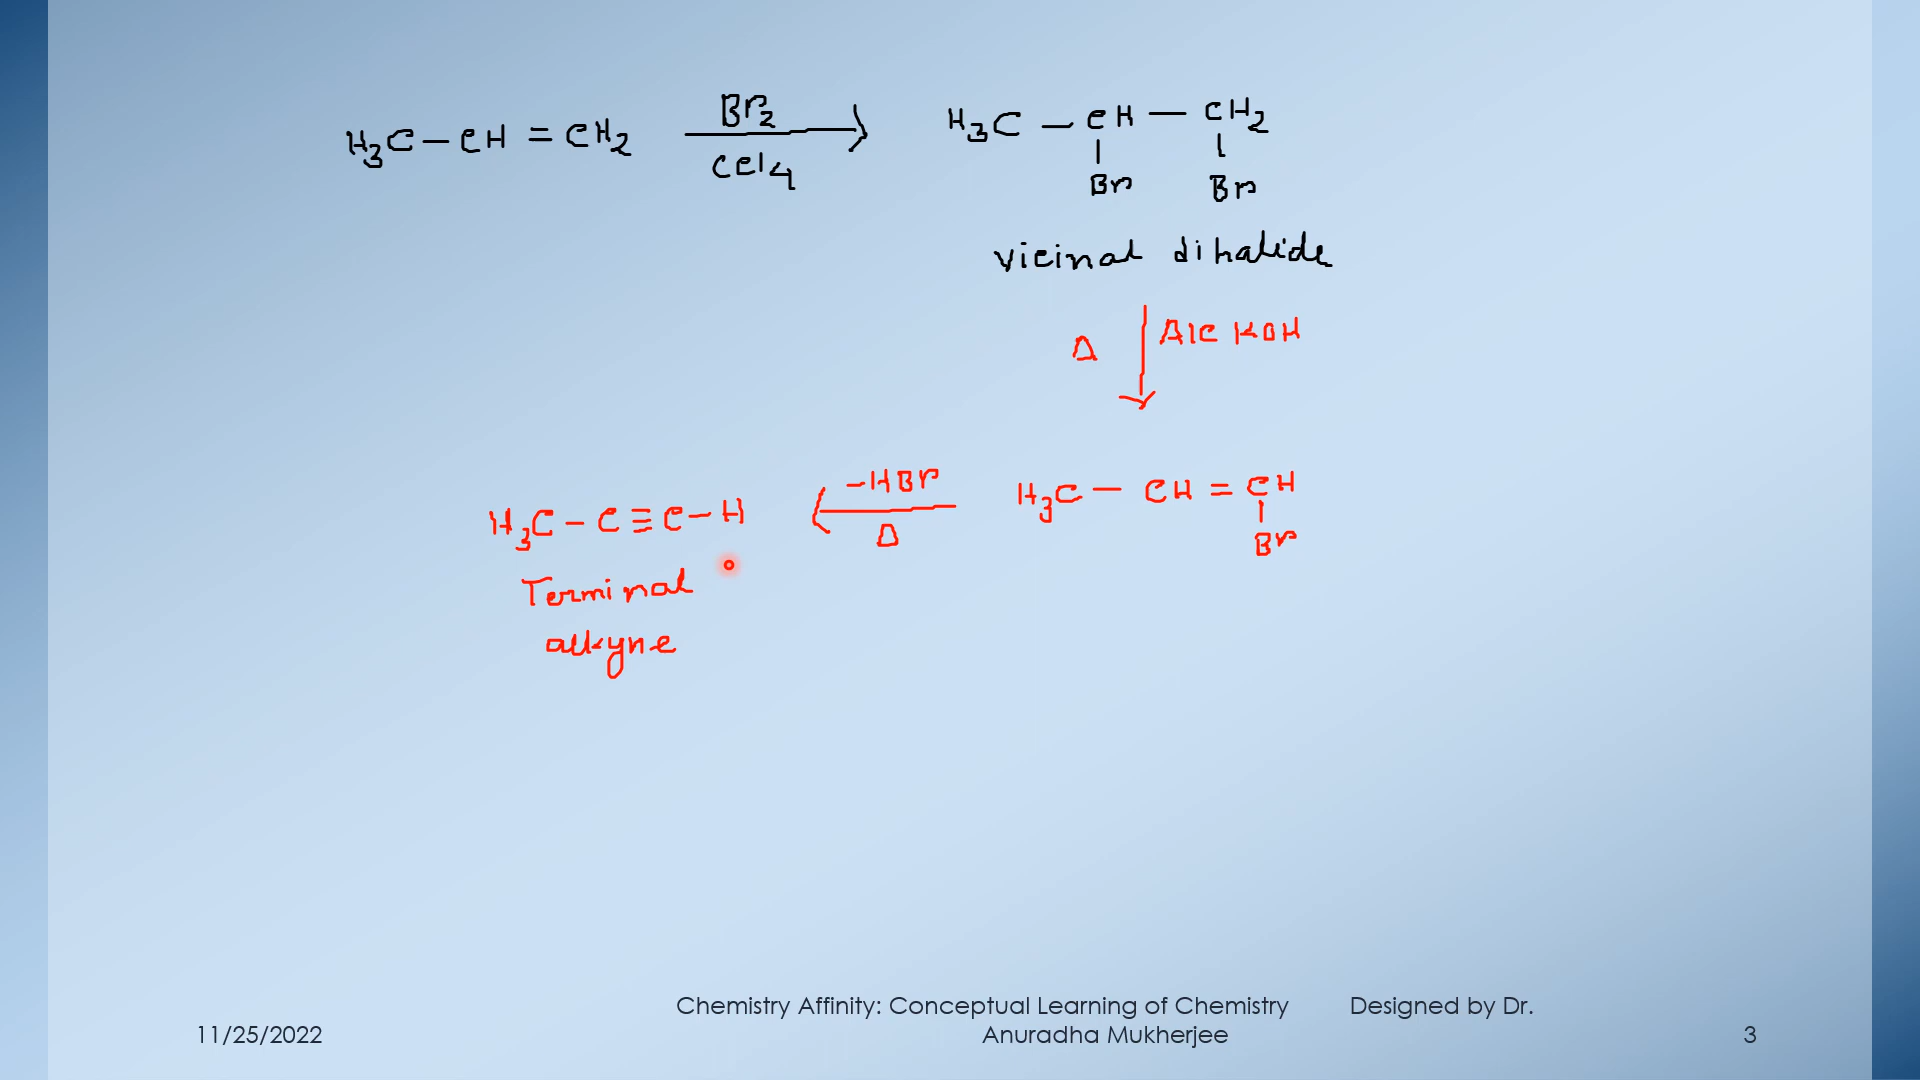 H3C – CH = CH2 Br2 CCl4 H3C – CH – CH2
Br Br
vicinal dihalide
Δ Alc KOH
H3C – C ≡ C – H –HBr Δ H3C – CH = CH
Br
Terminal
alkyne
Chemistry Affinity: Conceptual Learning of Chemistry Designed by Dr.
11/25/2022 Anuradha Mukherjee 3